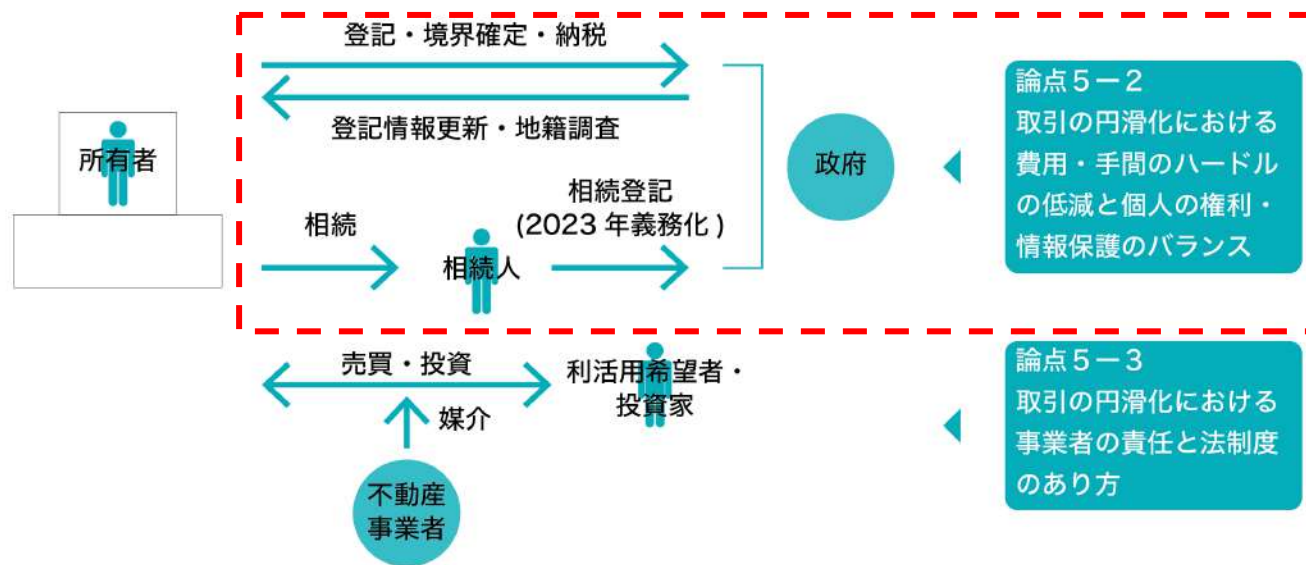 登記・境界確定・納税
登記情報更新・地籍調査
所有者
相続
相続人
相続登記
(2023 年義務化 )
政府
論点５ー２
取引の円滑化における
費用・手間のハードル
の低減と個人の権利・
情報保護のバランス
売買・投資
媒介
利活用希望者・
投資家
不動産
事業者
論点５ー３
取引の円滑化における
事業者の責任と法制度
のあり方